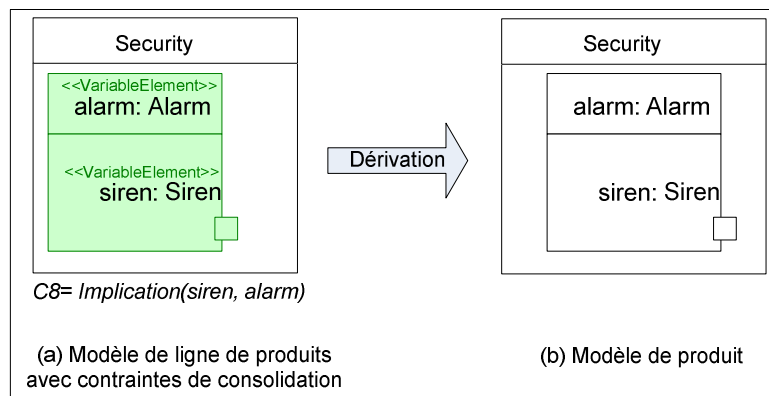 Security
<<VariableElement>>
alarm: Alarm
<<VariableElement>>
siren: Siren
C8= Implication(siren, alarm)
(a) Modèle de ligne de produits
avec contraintes de consolidation
Dérivation
Security
alarm: Alarm
siren: Siren
(b) Modèle de produit